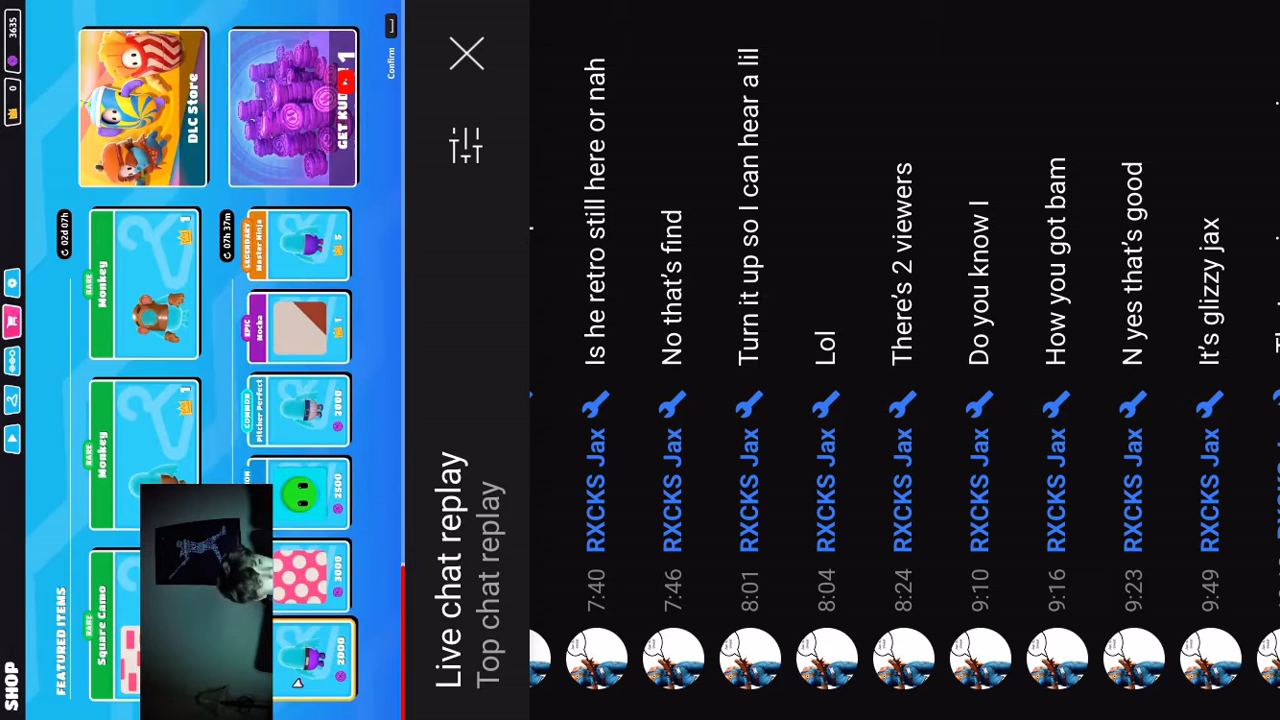 SHOP
0
3635
FEATURED ITEMS
02d 07h
RARE
Square Camo
RARE
Monkey
1
RARE
Monkey
1
DLC Store
07h 37m
2000
3000
2500
COMMON
Pitcher Perfect
2000
EPIC
Mocha
1
LEGENDARY
Master Ninja
5
Confirm
Live chat replay
Top chat replay
7:40 RXCKS Jax Is he retro still here or nah
7:46 RXCKS Jax No that's find
8:01 RXCKS Jax Turn it up so I can hear a lil
8:04 RXCKS Jax Lol
8:24 RXCKS Jax There's 2 viewers
9:10 RXCKS Jax Do you know I
9:16 RXCKS Jax How you got bam
9:23 RXCKS Jax N yes that's good
9:49 RXCKS Jax It's glizzy jax